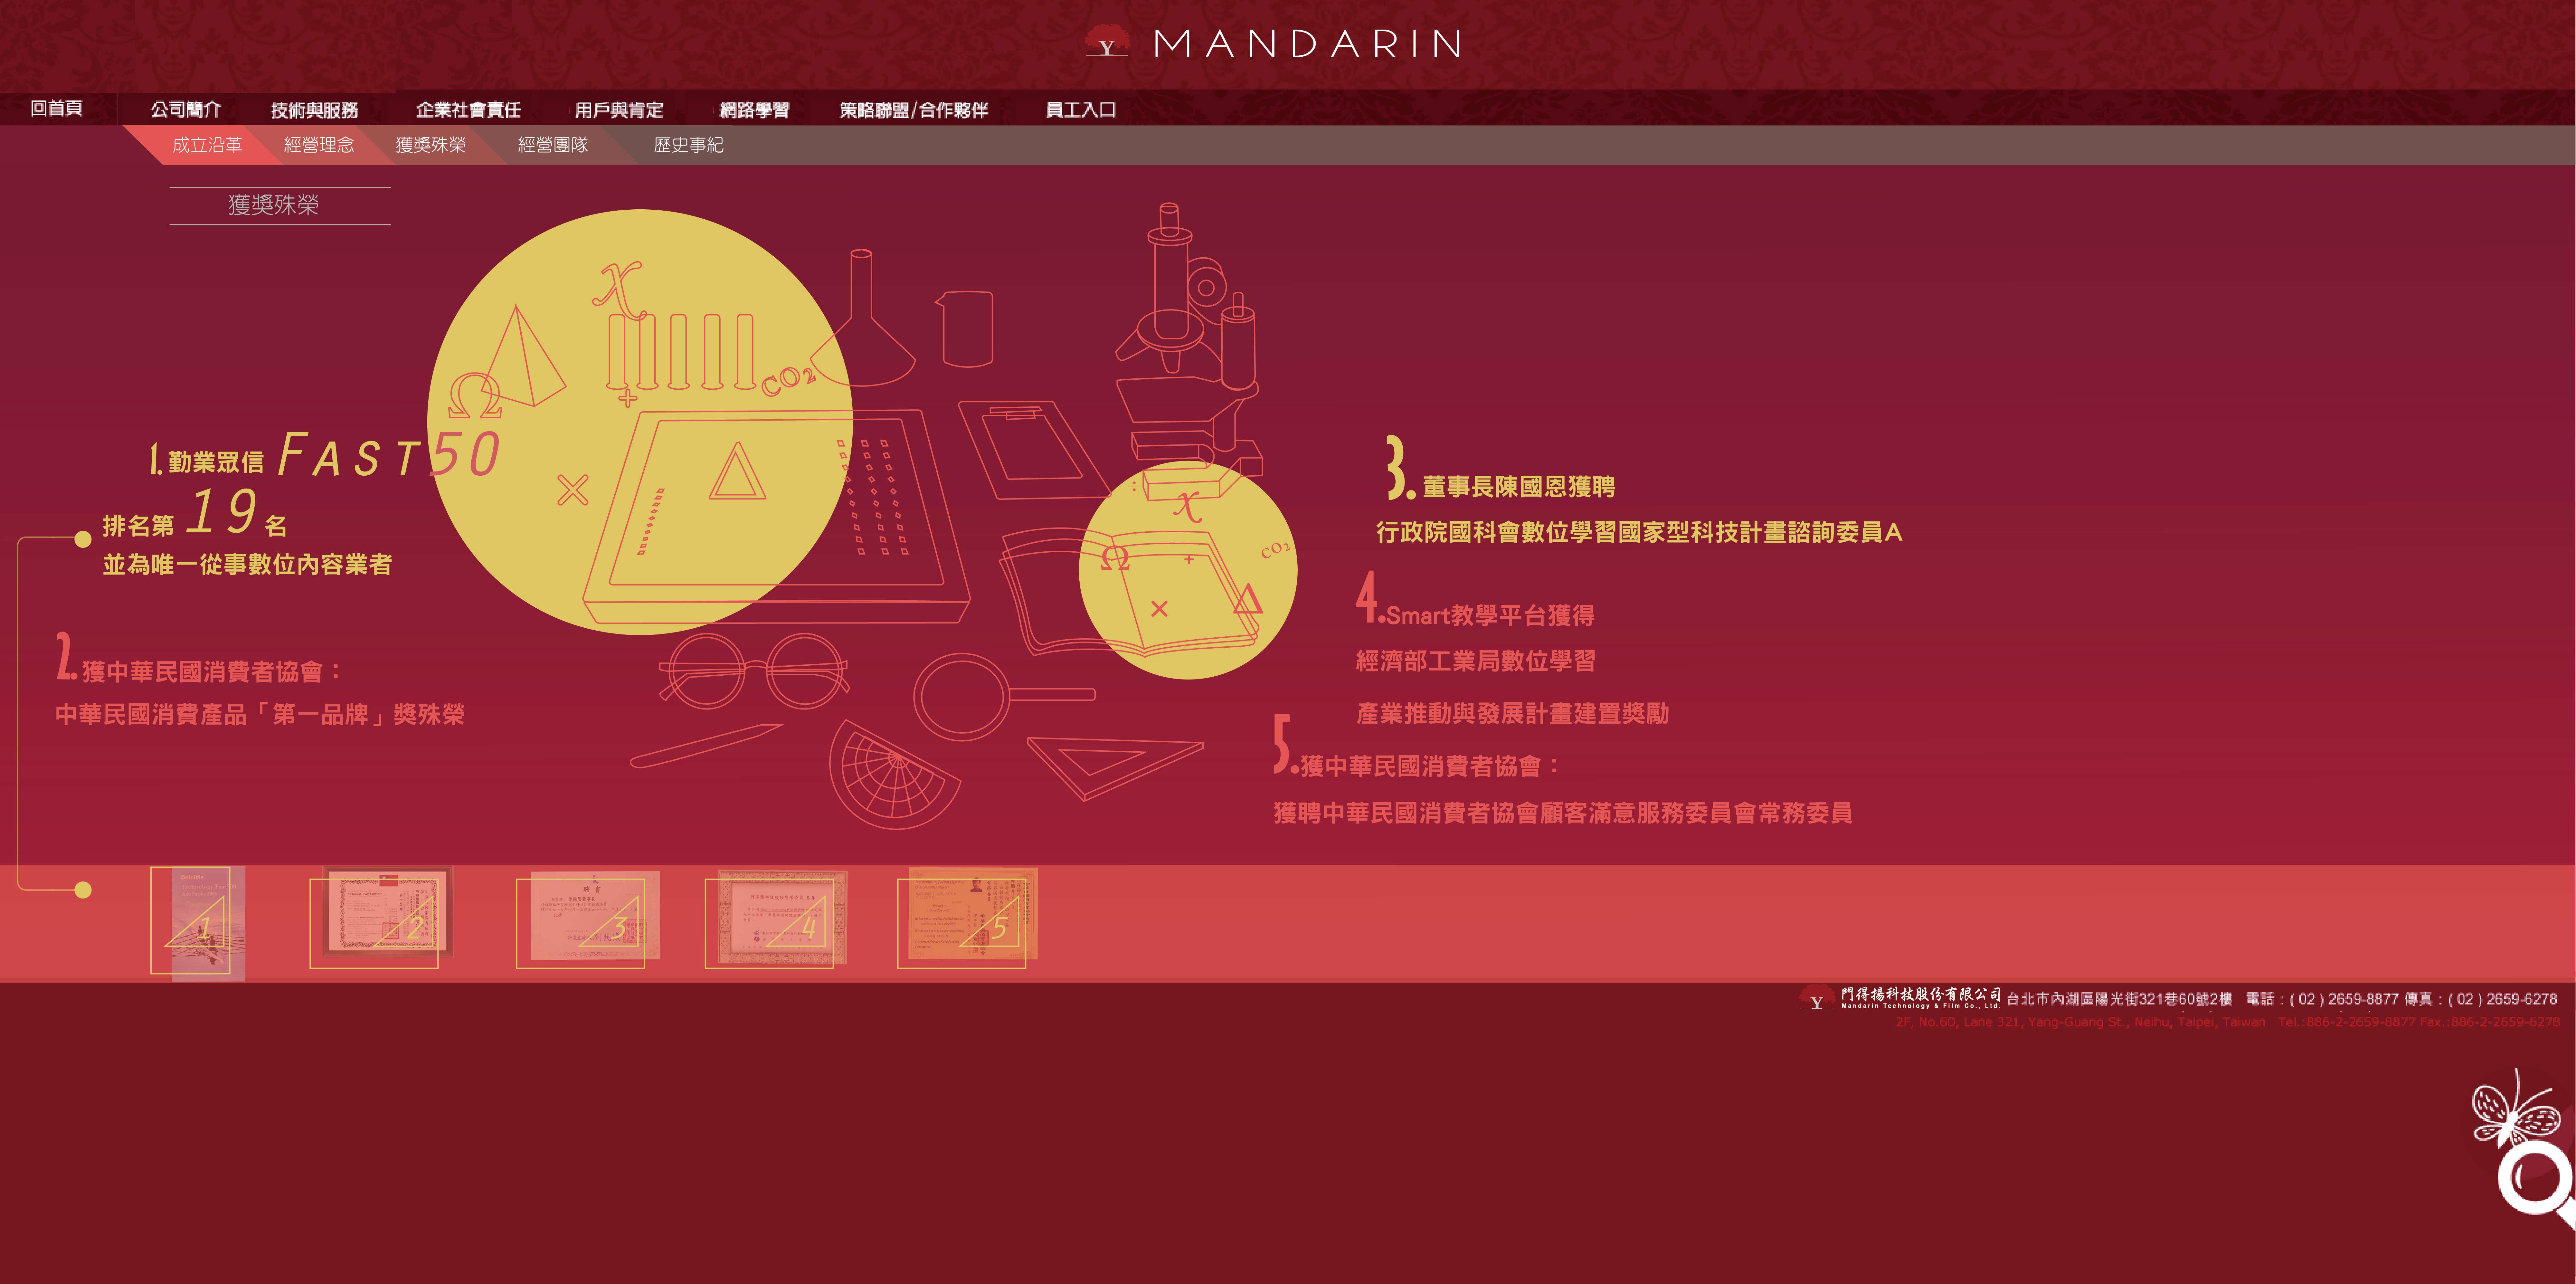 Y MANDARIN
回首頁 公司簡介 技術與服務 企業社會責任 用戶與肯定 網路學習 策略聯盟/合作夥伴 員工入口
成立沿革 經營理念 獲獎殊榮 經營團隊 歷史事紀
獲獎殊榮
x
CO2
Ω
+
1. 勤業眾信 FAST50
排名第 19 名
並為唯一從事數位內容業者
2. 獲中華民國消費者協會：
中華民國消費產品「第一品牌」獎殊榮
x
Ω + CO2
3. 董事長陳國恩獲聘
行政院國科會數位學習國家型科技計畫諮詢委員A
4. Smart教學平台獲得
經濟部工業局數位學習
產業推動與發展計畫建置獎勵
5. 獲中華民國消費者協會：
獲聘中華民國消費者協會顧客滿意服務委員會常務委員
Deloitte
聘書
1 2 3 4 5
Y 門得揚科技股份有限公司 台北市內湖區陽光街321巷60號2樓 電話：( 02 ) 2659-8877 傳真：( 02 ) 2659-6278
Mandarin Technology & Film Co., Ltd.
2F, No.60, Lane 321, Yang-Guang St., Neihu, Taipei, Taiwan Tel.:886-2-2659-8877 Fax.:886-2-2659-6278